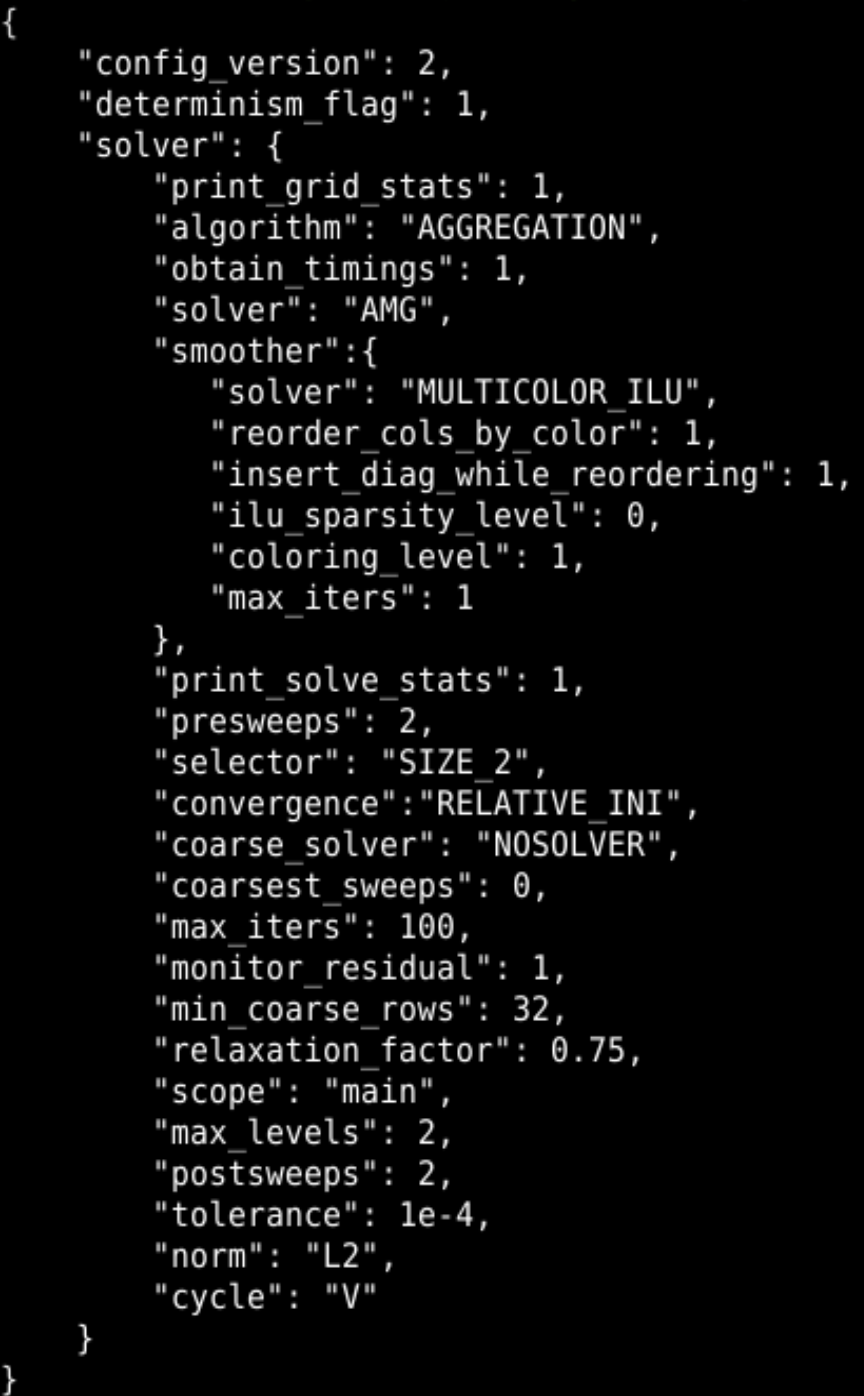 {
    "config_version": 2,
    "determinism_flag": 1,
    "solver": {
        "print_grid_stats": 1,
        "algorithm": "AGGREGATION",
        "obtain_timings": 1,
        "solver": "AMG",
        "smoother":{
           "solver": "MULTICOLOR_ILU",
           "reorder_cols_by_color": 1,
           "insert_diag_while_reordering": 1,
           "ilu_sparsity_level": 0,
           "coloring_level": 1,
           "max_iters": 1
        },
        "print_solve_stats": 1,
        "presweeps": 2,
        "selector": "SIZE_2",
        "convergence":"RELATIVE_INI",
        "coarse_solver": "NOSOLVER",
        "coarsest_sweeps": 0,
        "max_iters": 100,
        "monitor_residual": 1,
        "min_coarse_rows": 32,
        "relaxation_factor": 0.75,
        "scope": "main",
        "max_levels": 2,
        "postsweeps": 2,
        "tolerance": 1e-4,
        "norm": "L2",
        "cycle": "V"
    }
}